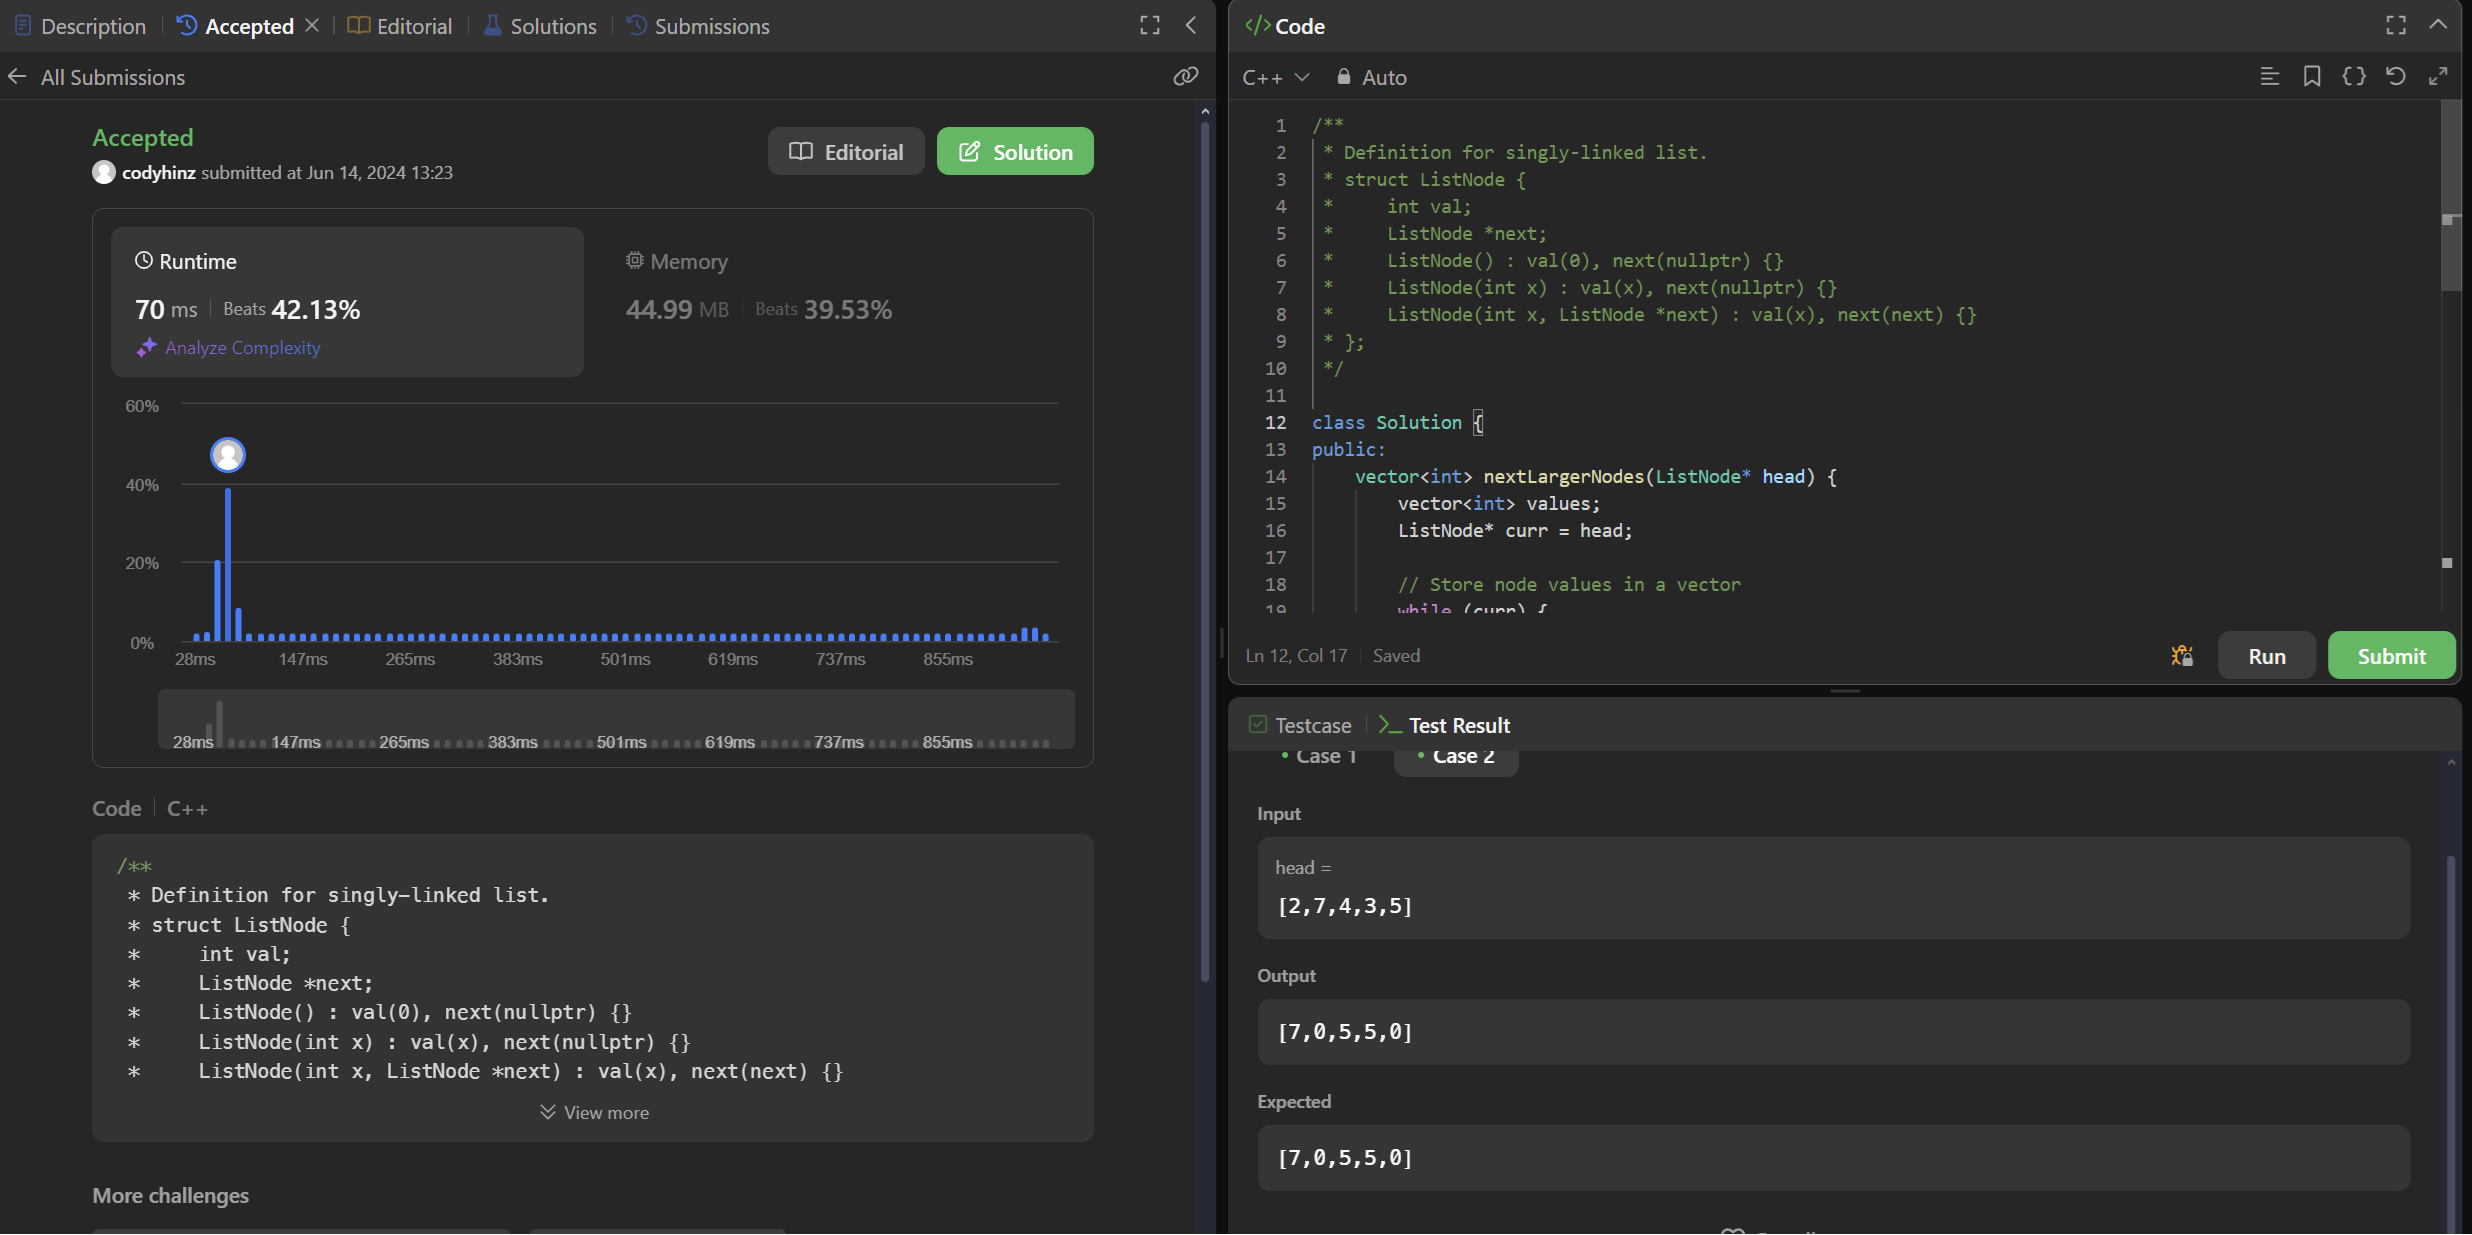 Description
Accepted
Editorial
Solutions
Submissions
All Submissions
Accepted
codyhinz submitted at Jun 14, 2024 13:23
Editorial
Solution
Runtime
70 ms
Beats 42.13%
Analyze Complexity
Memory
44.99 MB
Beats 39.53%
60%
40%
20%
0%
28ms 147ms 265ms 383ms 501ms 619ms 737ms 855ms
28ms 147ms 265ms 383ms 501ms 619ms 737ms 855ms
Code
C++
/**
 * Definition for singly-linked list.
 * struct ListNode {
 *     int val;
 *     ListNode *next;
 *     ListNode() : val(0), next(nullptr) {}
 *     ListNode(int x) : val(x), next(nullptr) {}
 *     ListNode(int x, ListNode *next) : val(x), next(next) {}
View more
More challenges
</> Code
C++
Auto
1 /**
2  * Definition for singly-linked list.
3  * struct ListNode {
4  *     int val;
5  *     ListNode *next;
6  *     ListNode() : val(0), next(nullptr) {}
7  *     ListNode(int x) : val(x), next(nullptr) {}
8  *     ListNode(int x, ListNode *next) : val(x), next(next) {}
9  * };
10  */
11
12 class Solution {
13 public:
14     vector<int> nextLargerNodes(ListNode* head) {
15         vector<int> values;
16         ListNode* curr = head;
17
18         // Store node values in a vector
19         while (curr) {
Ln 12, Col 17
Saved
Run
Submit
Testcase
>_ Test Result
• Case 1
• Case 2
Input
head =
[2,7,4,3,5]
Output
[7,0,5,5,0]
Expected
[7,0,5,5,0]